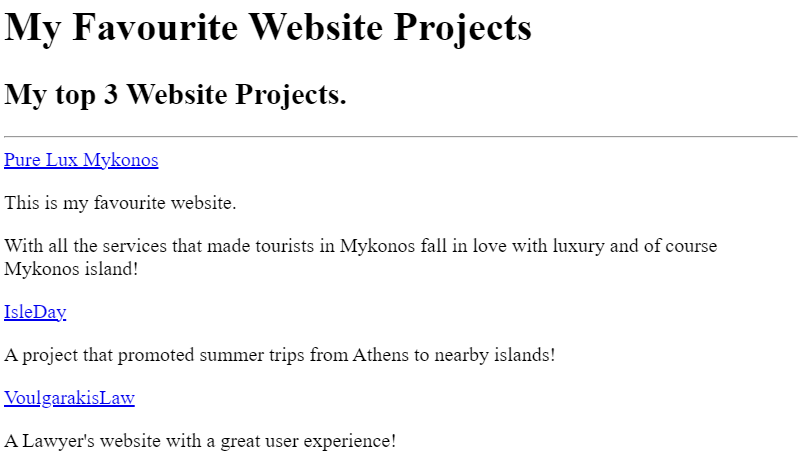 My Favourite Website Projects
My top 3 Website Projects.
Pure Lux Mykonos
This is my favourite website.
With all the services that made tourists in Mykonos fall in love with luxury and of course
Mykonos island!
IsleDay
A project that promoted summer trips from Athens to nearby islands!
VoulgarakisLaw
A Lawyer's website with a great user experience!